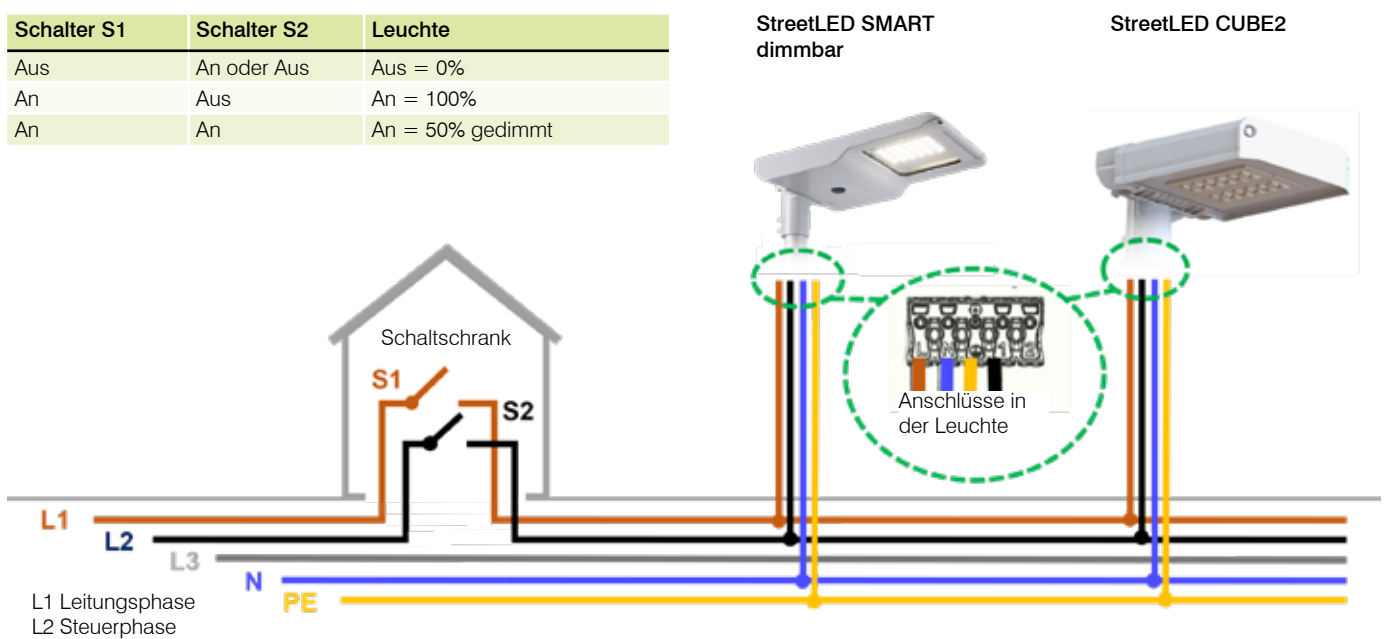 Schalter S1 Schalter S2 Leuchte
Aus An oder Aus Aus = 0%
An Aus An = 100%
An An An = 50% gedimmt
StreetLED SMART
dimmbar
StreetLED CUBE2
Schaltschrank
S1
S2
L N 1 2
Anschlüsse in
der Leuchte
L1
L2
L3
N
PE
L1 Leitungsphase
L2 Steuerphase